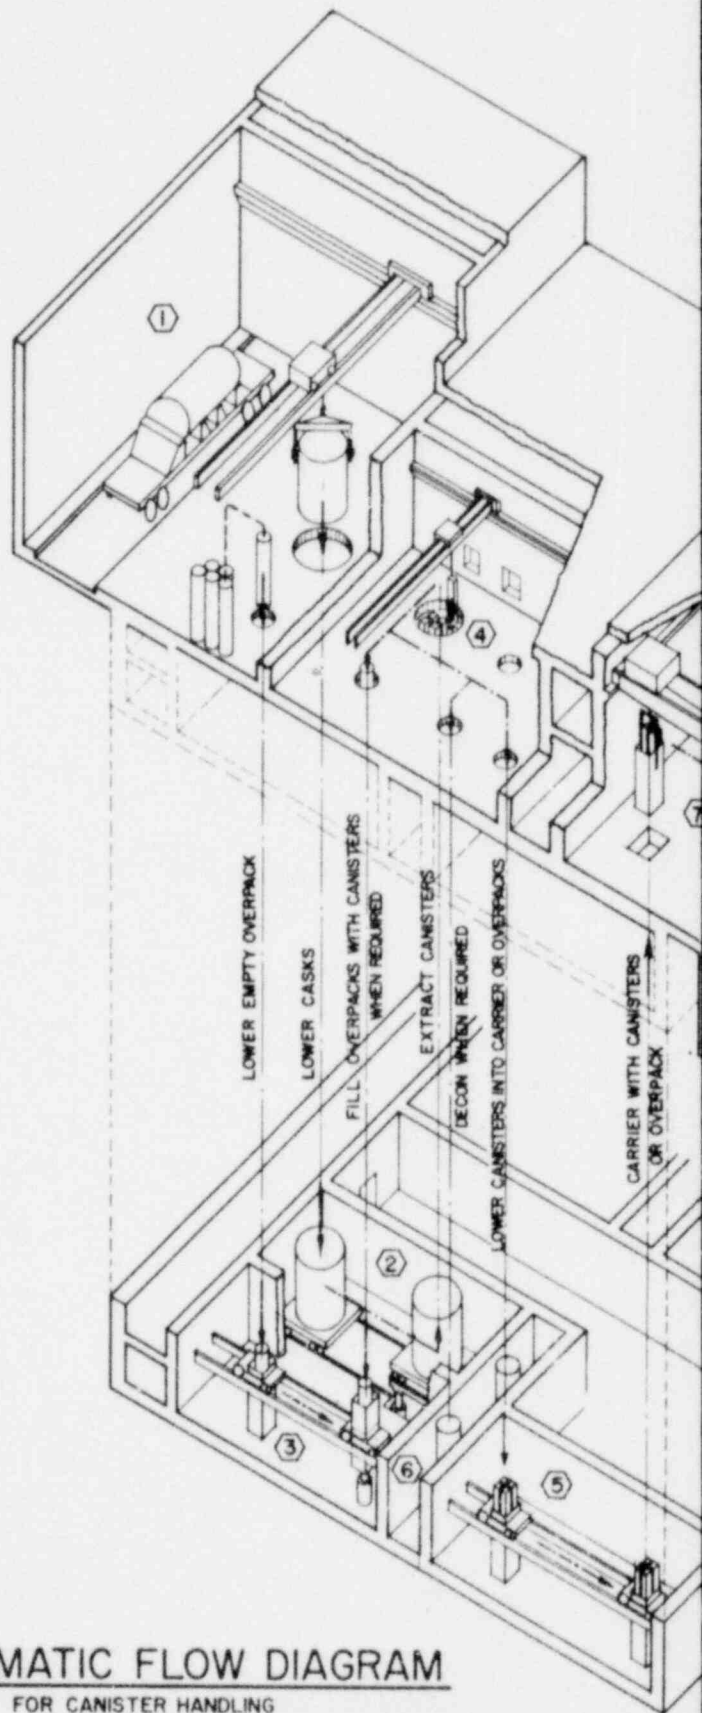 1
4
7
LOWER EMPTY OVERPACK
LOWER CASKS
FILL OVERPACKS WITH CANISTERS
WHEN REQUIRED
EXTRACT CANISTERS
DECON WHEN REQUIRED
LOWER CANISTERS INTO CARRIER OR OVERPACKS
CARRIER WITH CANISTERS
OR OVERPACK
2
3
6
5
MATIC FLOW DIAGRAM
FOR CANISTER HANDLING